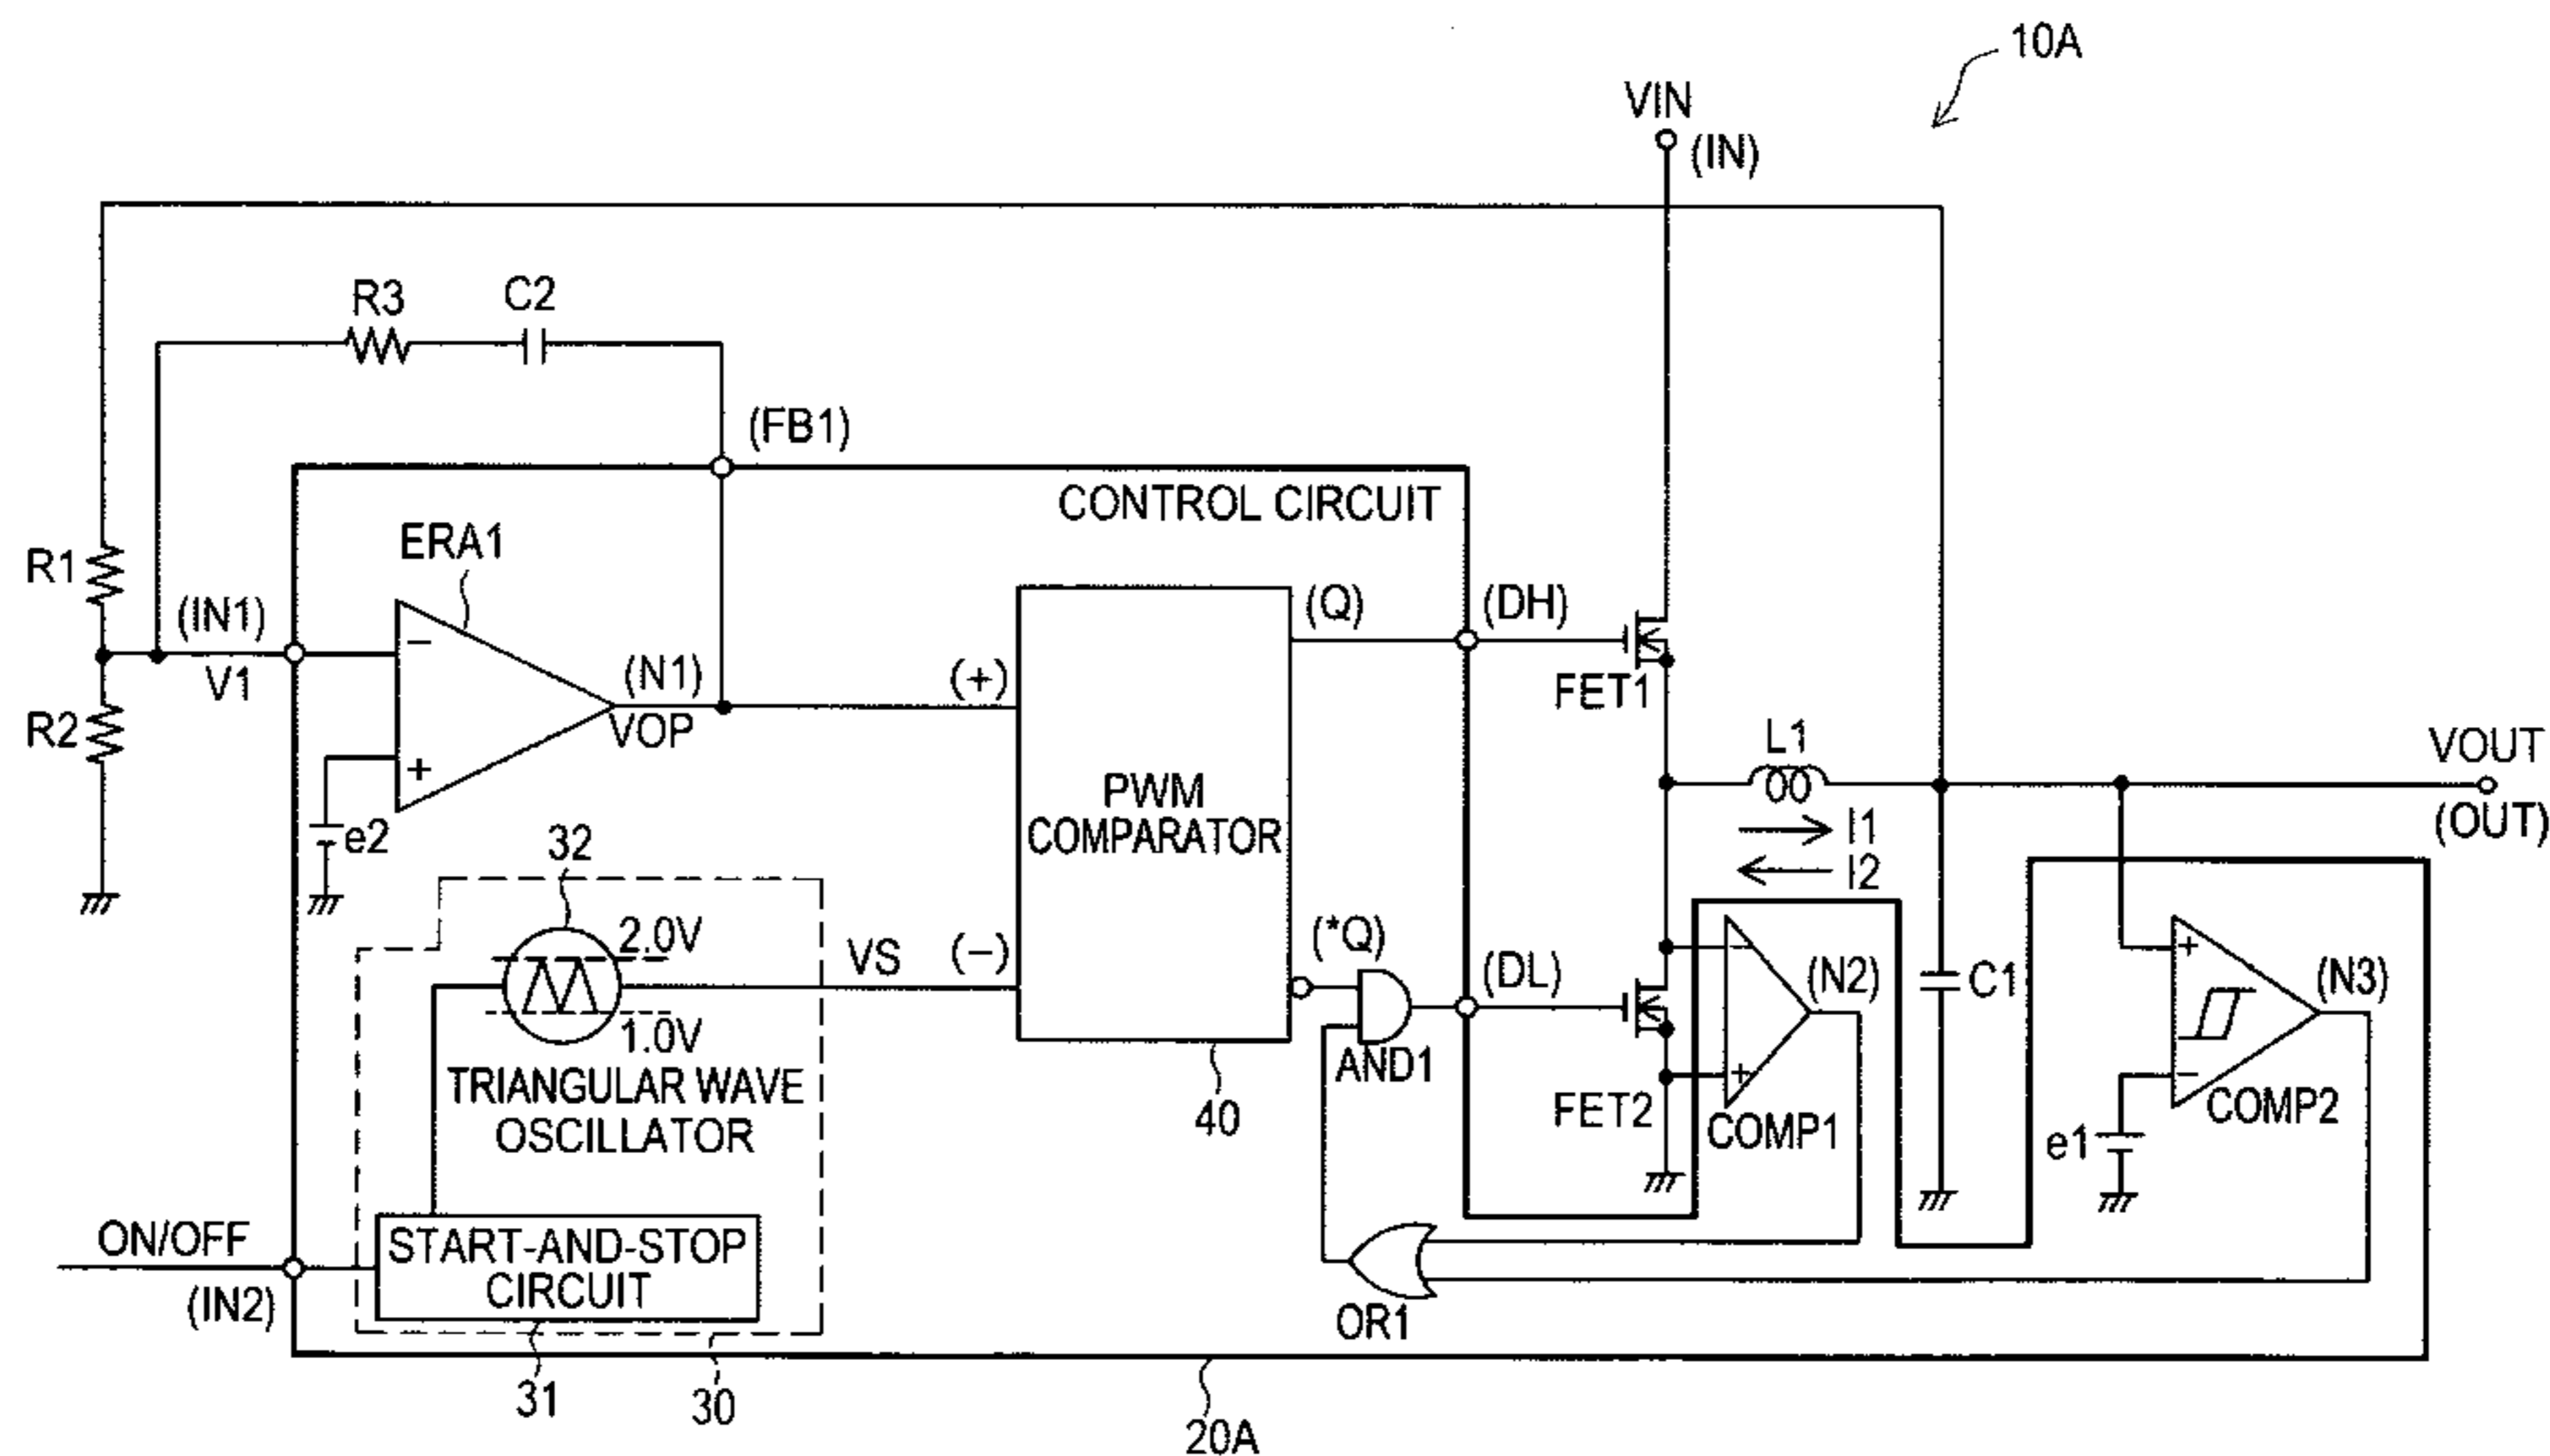 10A
VIN
(IN)
R3
C2
(FB1)
CONTROL CIRCUIT
ERA1
R1
(IN1)
V1
R2
−
+
(N1)
VOP
e2
(+)
(−)
PWM
COMPARATOR
40
(Q)
(DH)
FET1
L1
I1
I2
VOUT
(OUT)
32
2.0V
1.0V
VS
TRIANGULAR WAVE
OSCILLATOR
(*Q)
AND1
(DL)
FET2
−
+
COMP1
(N2)
C1
+
−
(N3)
COMP2
e1
ON/OFF
(IN2)
START-AND-STOP
CIRCUIT
31
30
OR1
20A